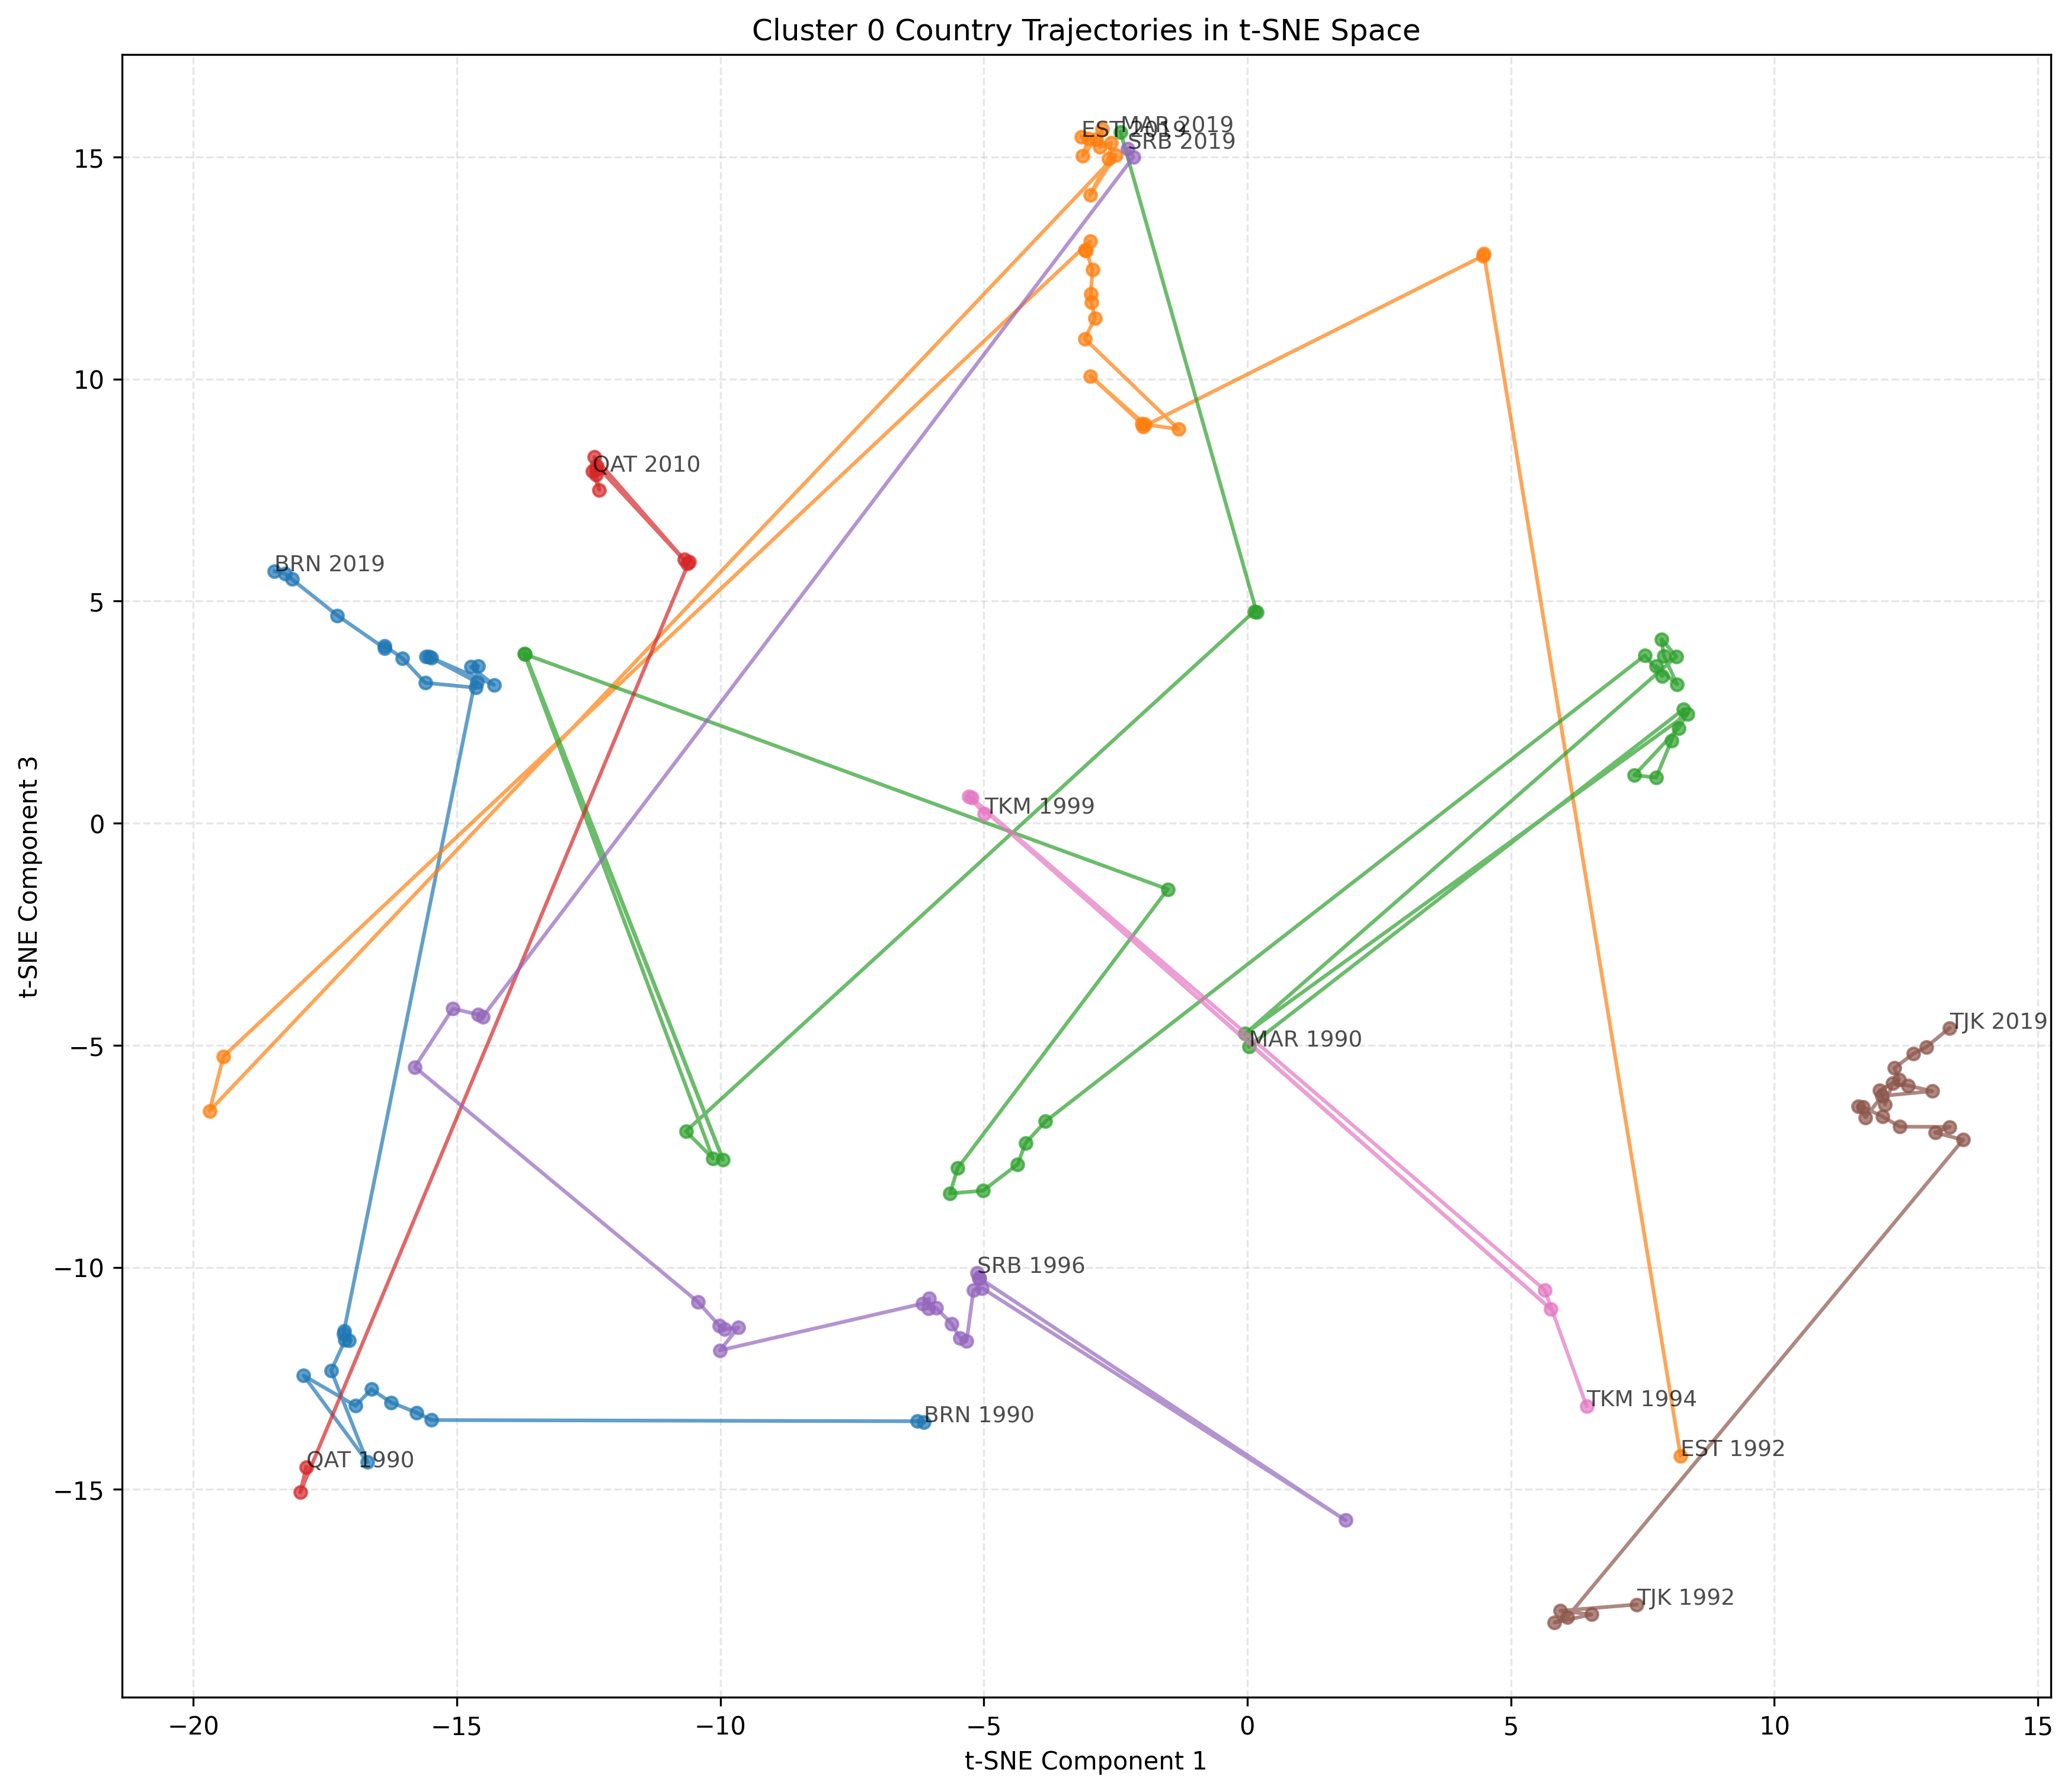 Cluster 0 Country Trajectories in t-SNE Space
MAR 2019
EST 2019
SRB 2019
QAT 2010
BRN 2019
TKM 1999
MAR 1990
TJK 2019
SRB 1996
TKM 1994
BRN 1990
EST 1992
QAT 1990
TJK 1992
15
10
5
0
−5
−10
−15
t-SNE Component 3
−20
−15
−10
−5
0
5
10
15
t-SNE Component 1